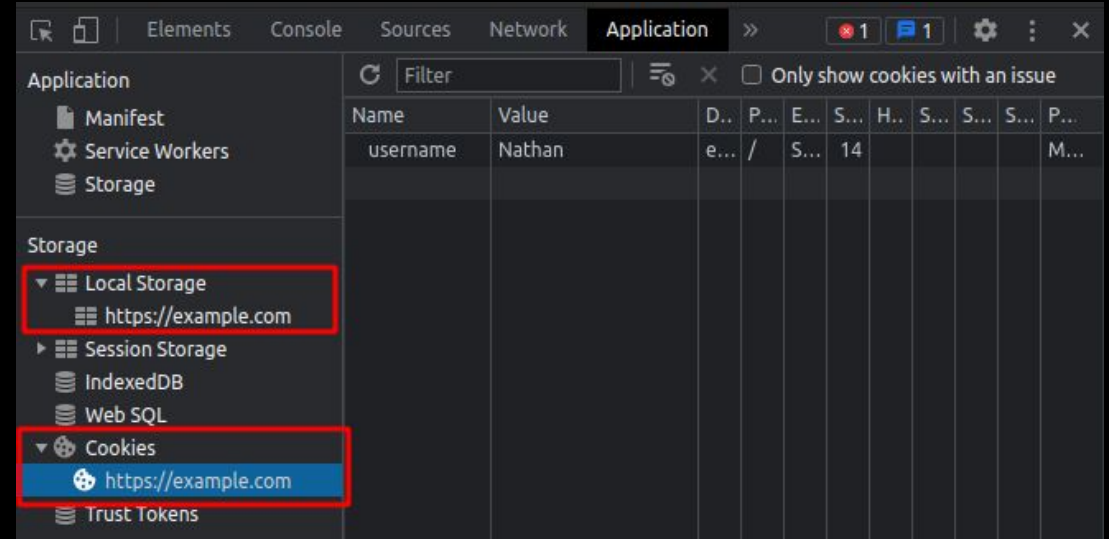 Elements Console Sources Network Application » 1 1
Application
Manifest
Service Workers
Storage
Storage
Local Storage
https://example.com
Session Storage
IndexedDB
Web SQL
Cookies
https://example.com
Trust Tokens
Filter Only show cookies with an issue
Name Value D.. P... E... S... H.. S... S... S... P...
username Nathan e... / S... 14 M...